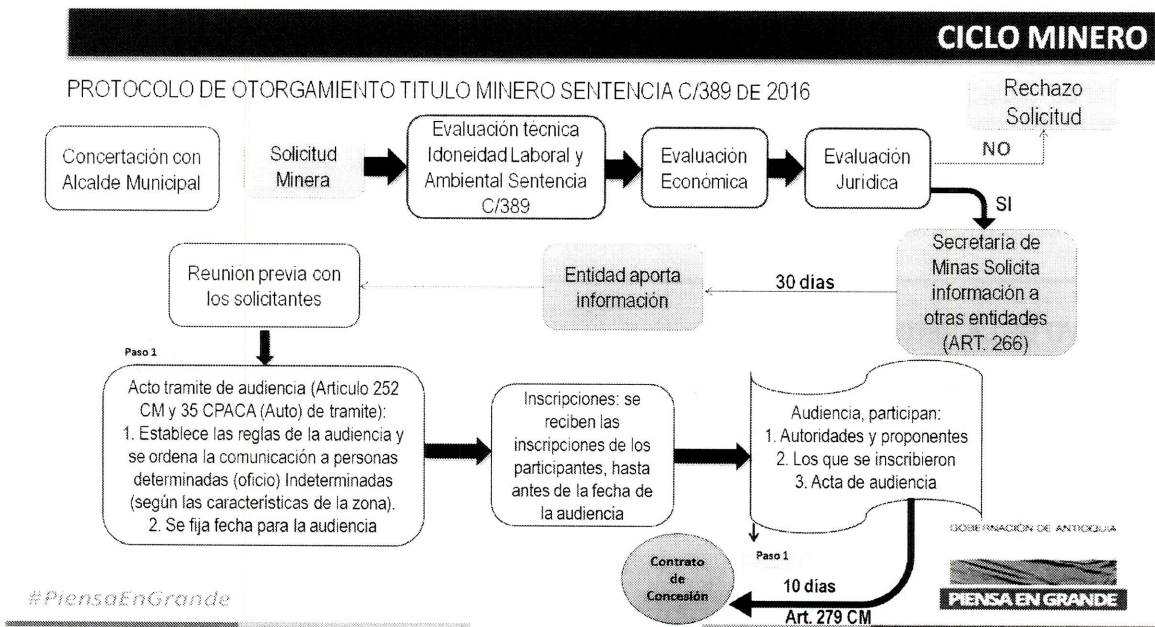 CICLO MINERO
PROTOCOLO DE OTORGAMIENTO TITULO MINERO SENTENCIA C/389 DE 2016
Rechazo
Solicitud
Concertación con
Alcalde Municipal
Solicitud
Minera
Evaluación técnica
Idoneidad Laboral y
Ambiental Sentencia
C/389
Evaluación
Económica
Evaluación
Jurídica
NO
SI
Secretaria de
Minas Solicita
información a
otras entidades
(ART. 266)
30 días
Entidad aporta
información
Reunión previa con
los solicitantes
Paso 1
Acto tramite de audiencia (Articulo 252
CM y 35 CPACA (Auto) de tramite):
1. Establece las reglas de la audiencia y
se ordena la comunicación a personas
determinadas (oficio) Indeterminadas
(según las características de la zona).
2. Se fija fecha para la audiencia
Inscripciones: se
reciben las
inscripciones de los
participantes, hasta
antes de la fecha de
la audiencia
Audiencia, participan:
1. Autoridades y proponentes
2. Los que se inscribieron
3. Acta de audiencia
Paso 1
Contrato
de
Concesión
10 días
Art. 279 CM
GOBERNACIÓN DE ANTIOQUIA
PIENSA EN GRANDE
#PiensaEnGrande